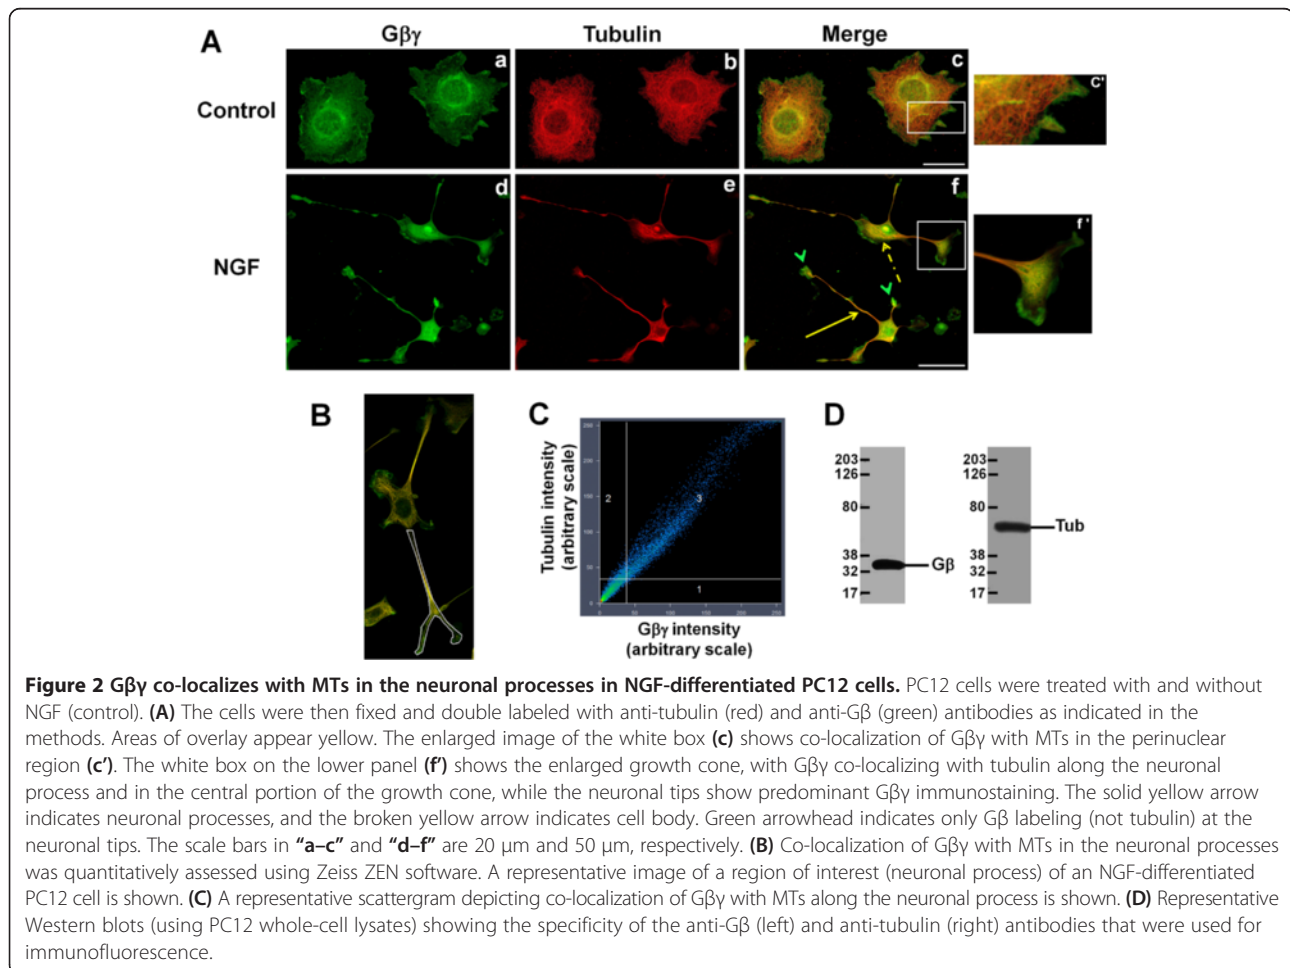 A
Gβγ
Tubulin
Merge
Control
a
b
c
c'
NGF
d
e
f
f'
B
C
Tubulin intensity
(arbitrary scale)
250
200
150
100
50
0
2
3
1
0
50
100
150
200
250
Gβγ intensity
(arbitrary scale)
D
203
126
80
38
32
17
Gβ
203
126
80
38
32
17
Tub
Figure 2 Gβγ co-localizes with MTs in the neuronal processes in NGF-differentiated PC12 cells. PC12 cells were treated with and without
NGF (control). (A) The cells were then fixed and double labeled with anti-tubulin (red) and anti-Gβ (green) antibodies as indicated in the
methods. Areas of overlay appear yellow. The enlarged image of the white box (c) shows co-localization of Gβγ with MTs in the perinuclear
region (c'). The white box on the lower panel (f') shows the enlarged growth cone, with Gβγ co-localizing with tubulin along the neuronal
process and in the central portion of the growth cone, while the neuronal tips show predominant Gβγ immunostaining. The solid yellow arrow
indicates neuronal processes, and the broken yellow arrow indicates cell body. Green arrowhead indicates only Gβ labeling (not tubulin) at the
neuronal tips. The scale bars in "a–c" and "d–f" are 20 μm and 50 μm, respectively. (B) Co-localization of Gβγ with MTs in the neuronal processes
was quantitatively assessed using Zeiss ZEN software. A representative image of a region of interest (neuronal process) of an NGF-differentiated
PC12 cell is shown. (C) A representative scattergram depicting co-localization of Gβγ with MTs along the neuronal process is shown. (D) Representative
Western blots (using PC12 whole-cell lysates) showing the specificity of the anti-Gβ (left) and anti-tubulin (right) antibodies that were used for
immunofluorescence.